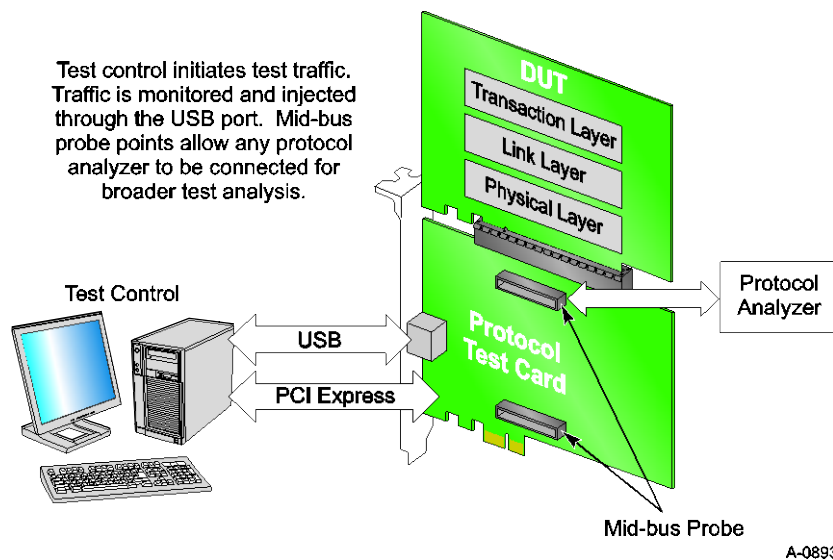 Test control initiates test traffic.
Traffic is monitored and injected
through the USB port. Mid-bus
probe points allow any protocol
analyzer to be connected for
broader test analysis.
DUT
Transaction Layer
Link Layer
Physical Layer
Test Control
USB
PCI Express
Protocol
Test Card
Protocol
Analyzer
Mid-bus Probe
A-0893